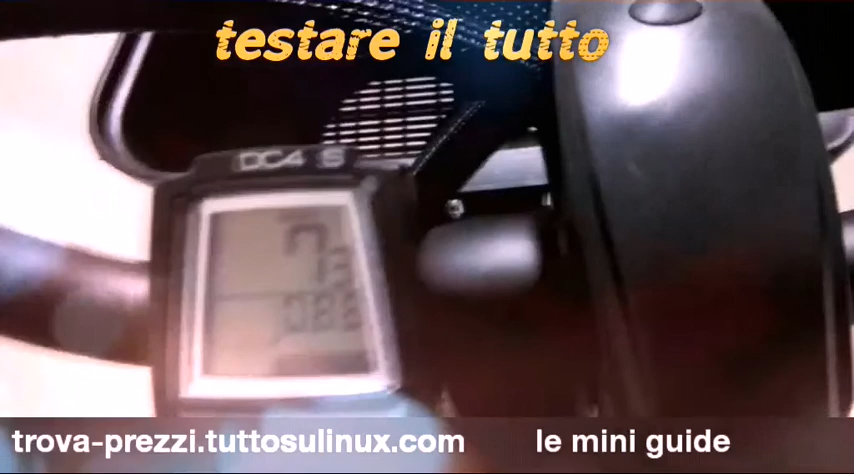 testare il tutto
DC4 S
trova-prezzi.tuttosulinux.com le mini guide